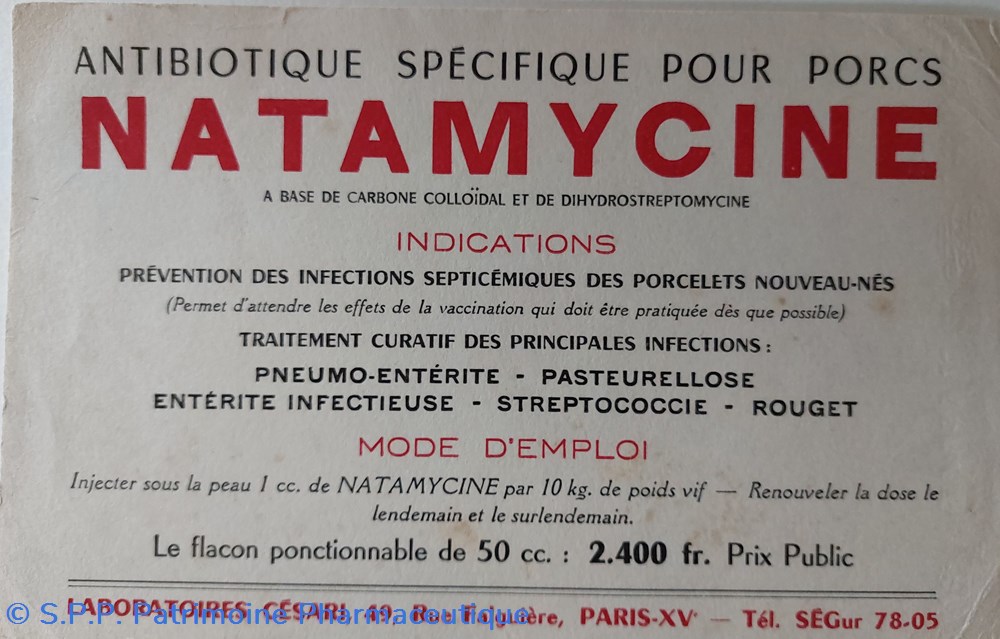 ANTIBIOTIQUE SPÉCIFIQUE POUR PORCS
NATAMYCINE
A BASE DE CARBONE COLLOÏDAL ET DE DIHYDROSTREPTOMYCINE
INDICATIONS
PRÉVENTION DES INFECTIONS SEPTICÉMIQUES DES PORCELETS NOUVEAU-NÉS
(Permet d'attendre les effets de la vaccination qui doit être pratiquée dès que possible)
TRAITEMENT CURATIF DES PRINCIPALES INFECTIONS :
PNEUMO-ENTÉRITE - PASTEURELLOSE
ENTÉRITE INFECTIEUSE - STREPTOCOCCIE - ROUGET
MODE D'EMPLOI
Injecter sous la peau 1 cc. de NATAMYCINE par 10 kg. de poids vif — Renouveler la dose le
lendemain et le surlendemain.
Le flacon ponctionnable de 50 cc. : 2.400 fr. Prix Public
LABORATOIRES CÉSARI, 49, Rue Falguière, PARIS-XVᵉ — Tél. SÉGur 78-05
© S.P.P. Patrimoine Pharmaceutique